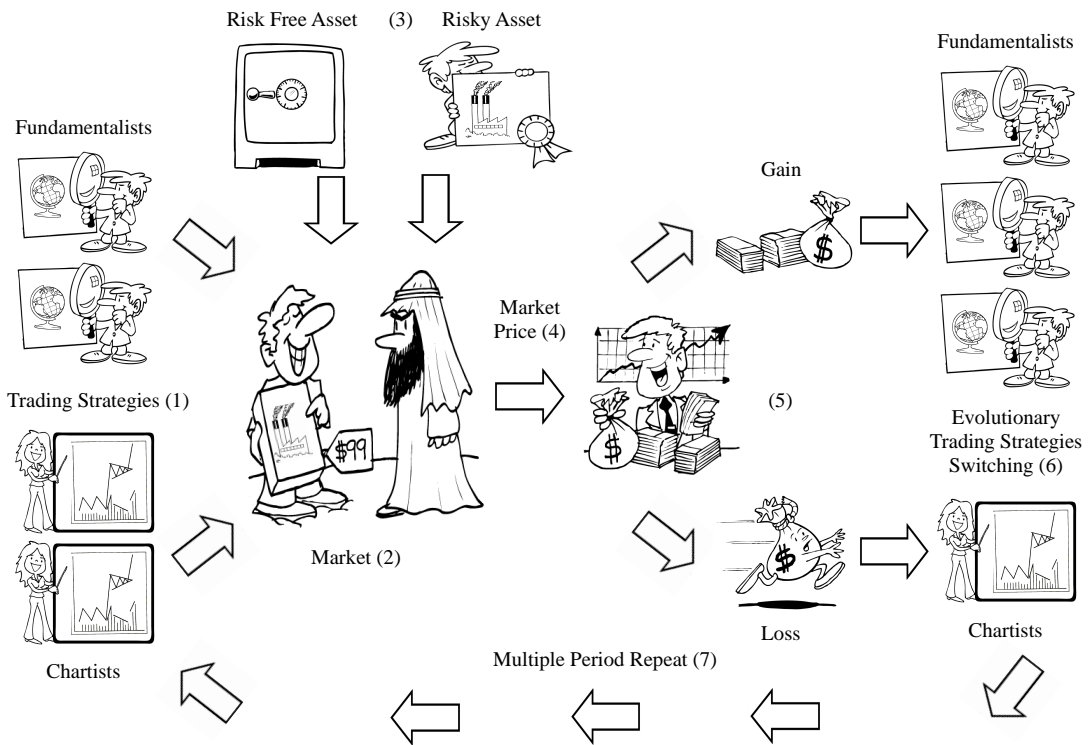 Risk Free Asset (3) Risky Asset
Fundamentalists
Fundamentalists
Gain
$
Market
Price (4)
Trading Strategies (1)
(5)
$
$99
Evolutionary
Trading Strategies
Switching (6)
Market (2)
$
Loss
Chartists
Chartists
Multiple Period Repeat (7)